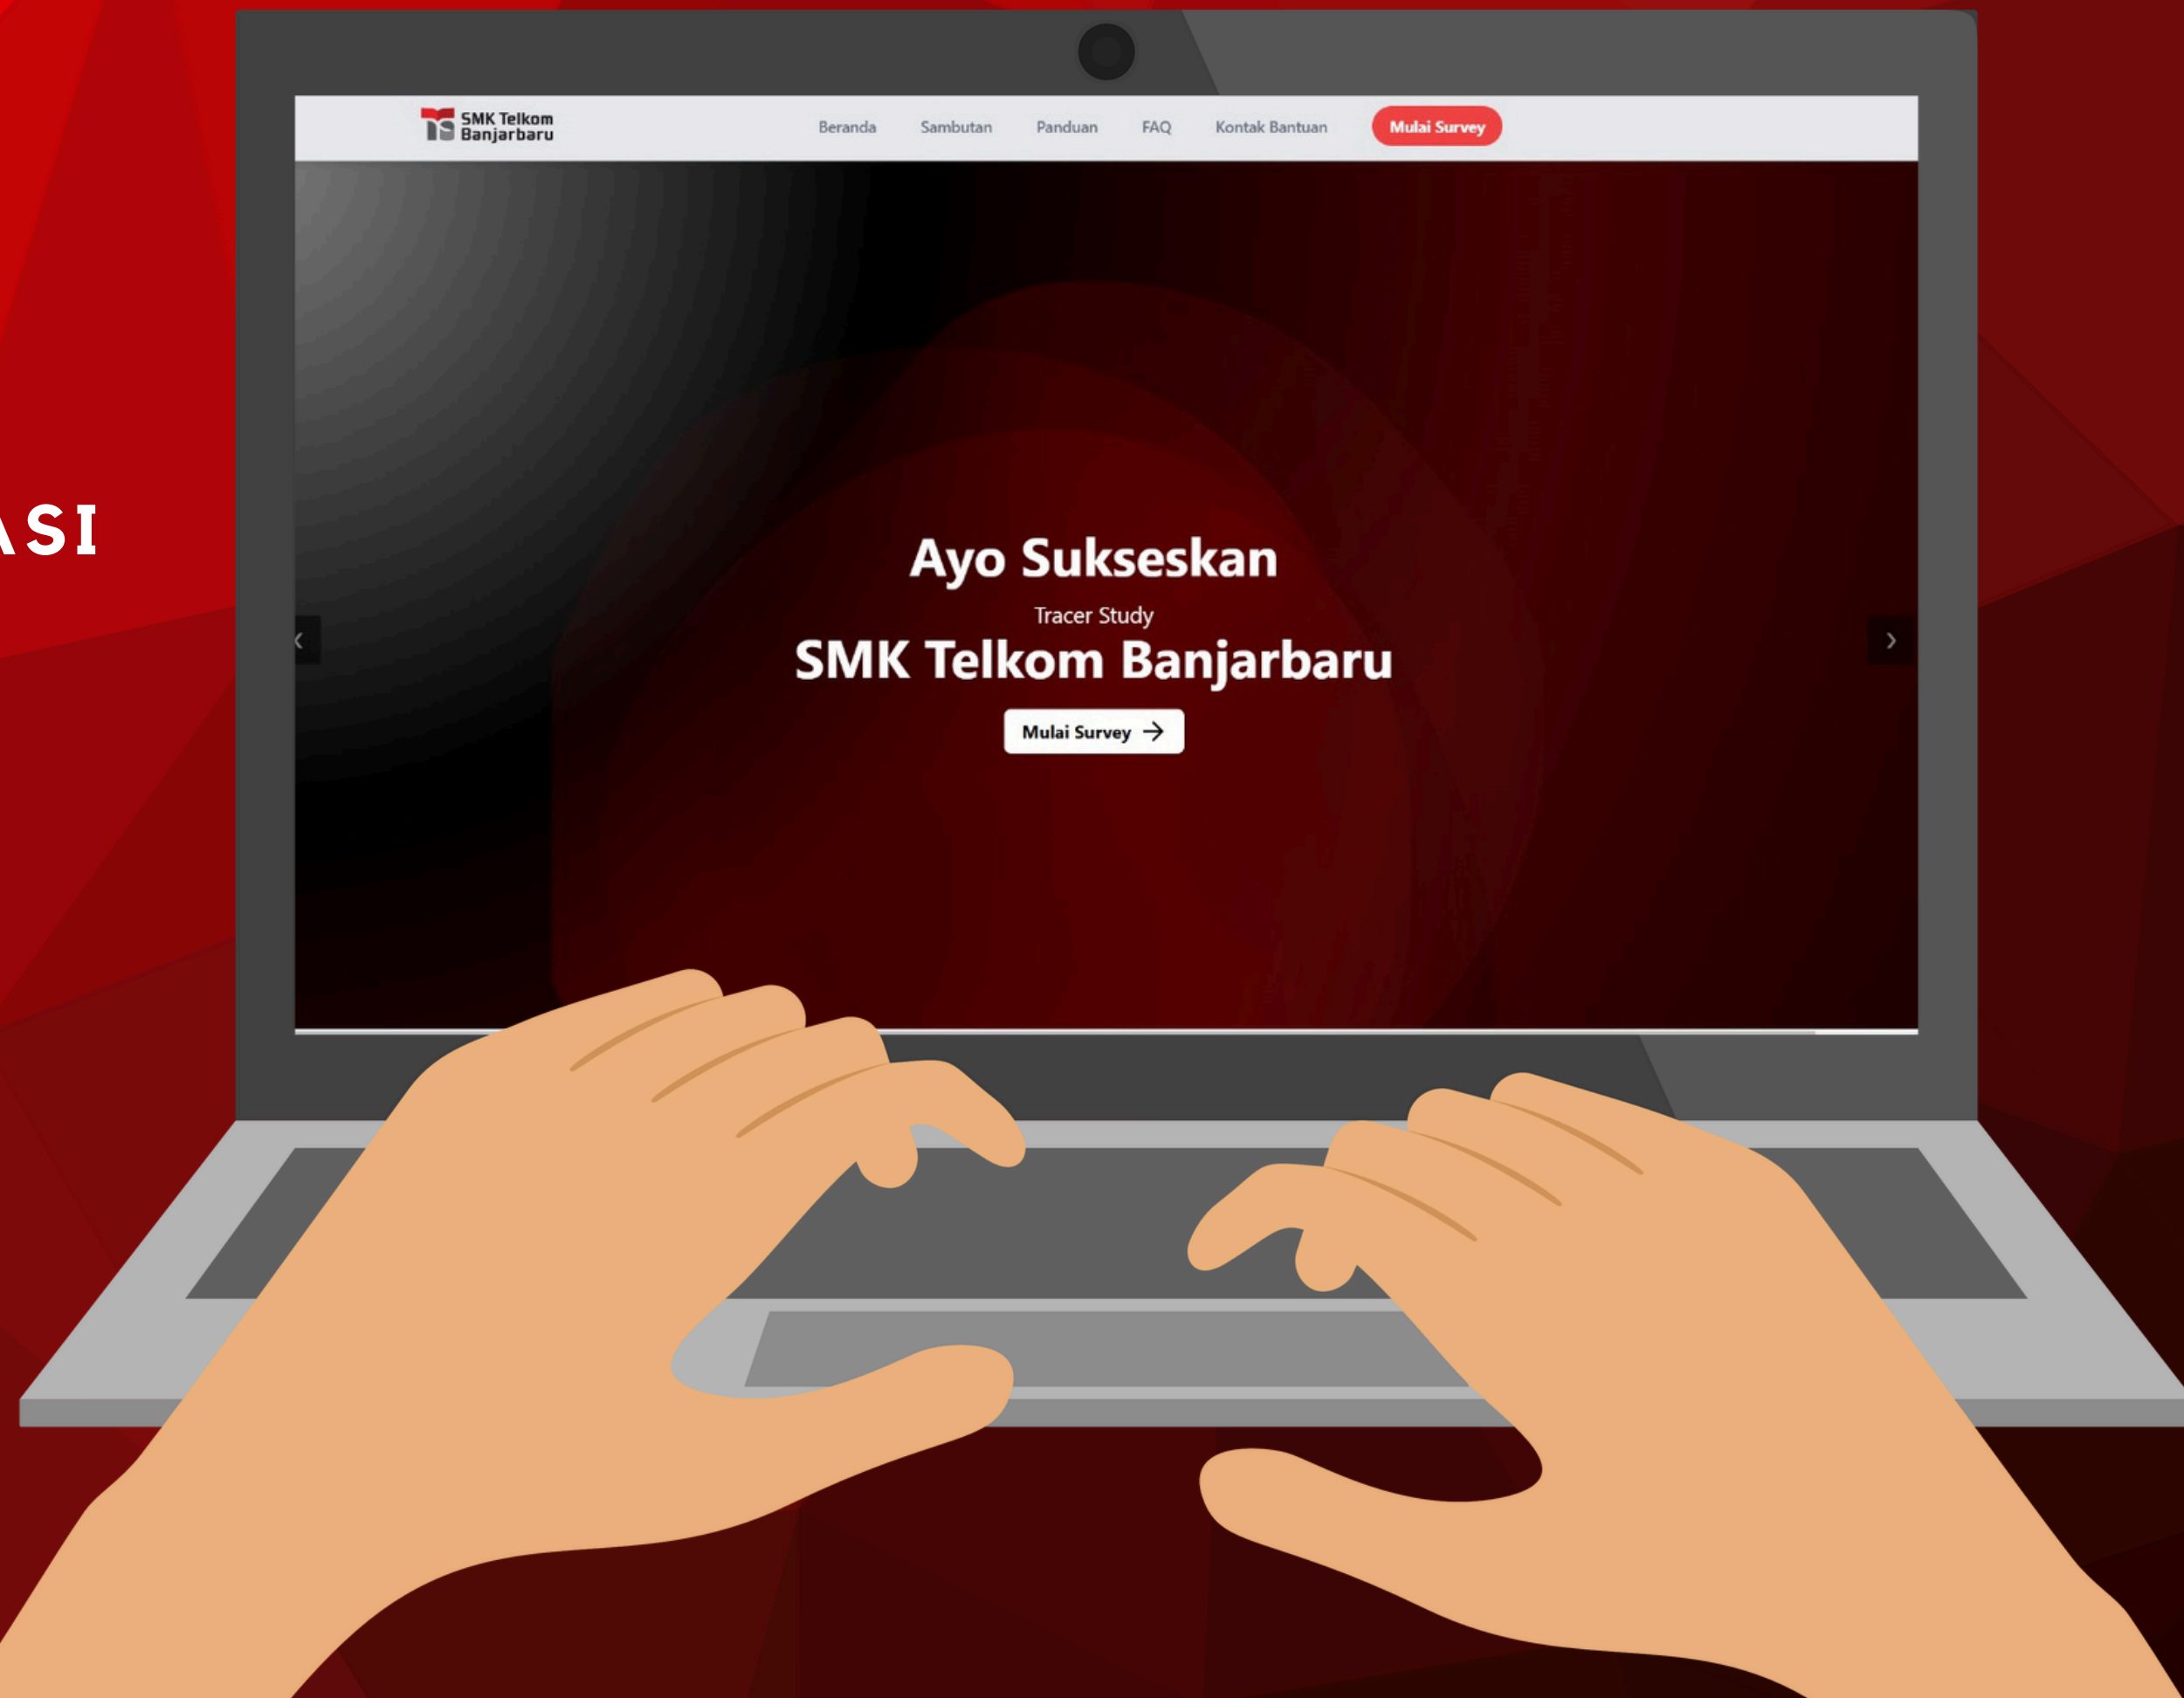 SMK Telkom
Banjarbaru
Beranda Sambutan Panduan FAQ Kontak Bantuan Mulai Survey
ASI
Ayo Sukseskan
Tracer Study
SMK Telkom Banjarbaru
Mulai Survey →